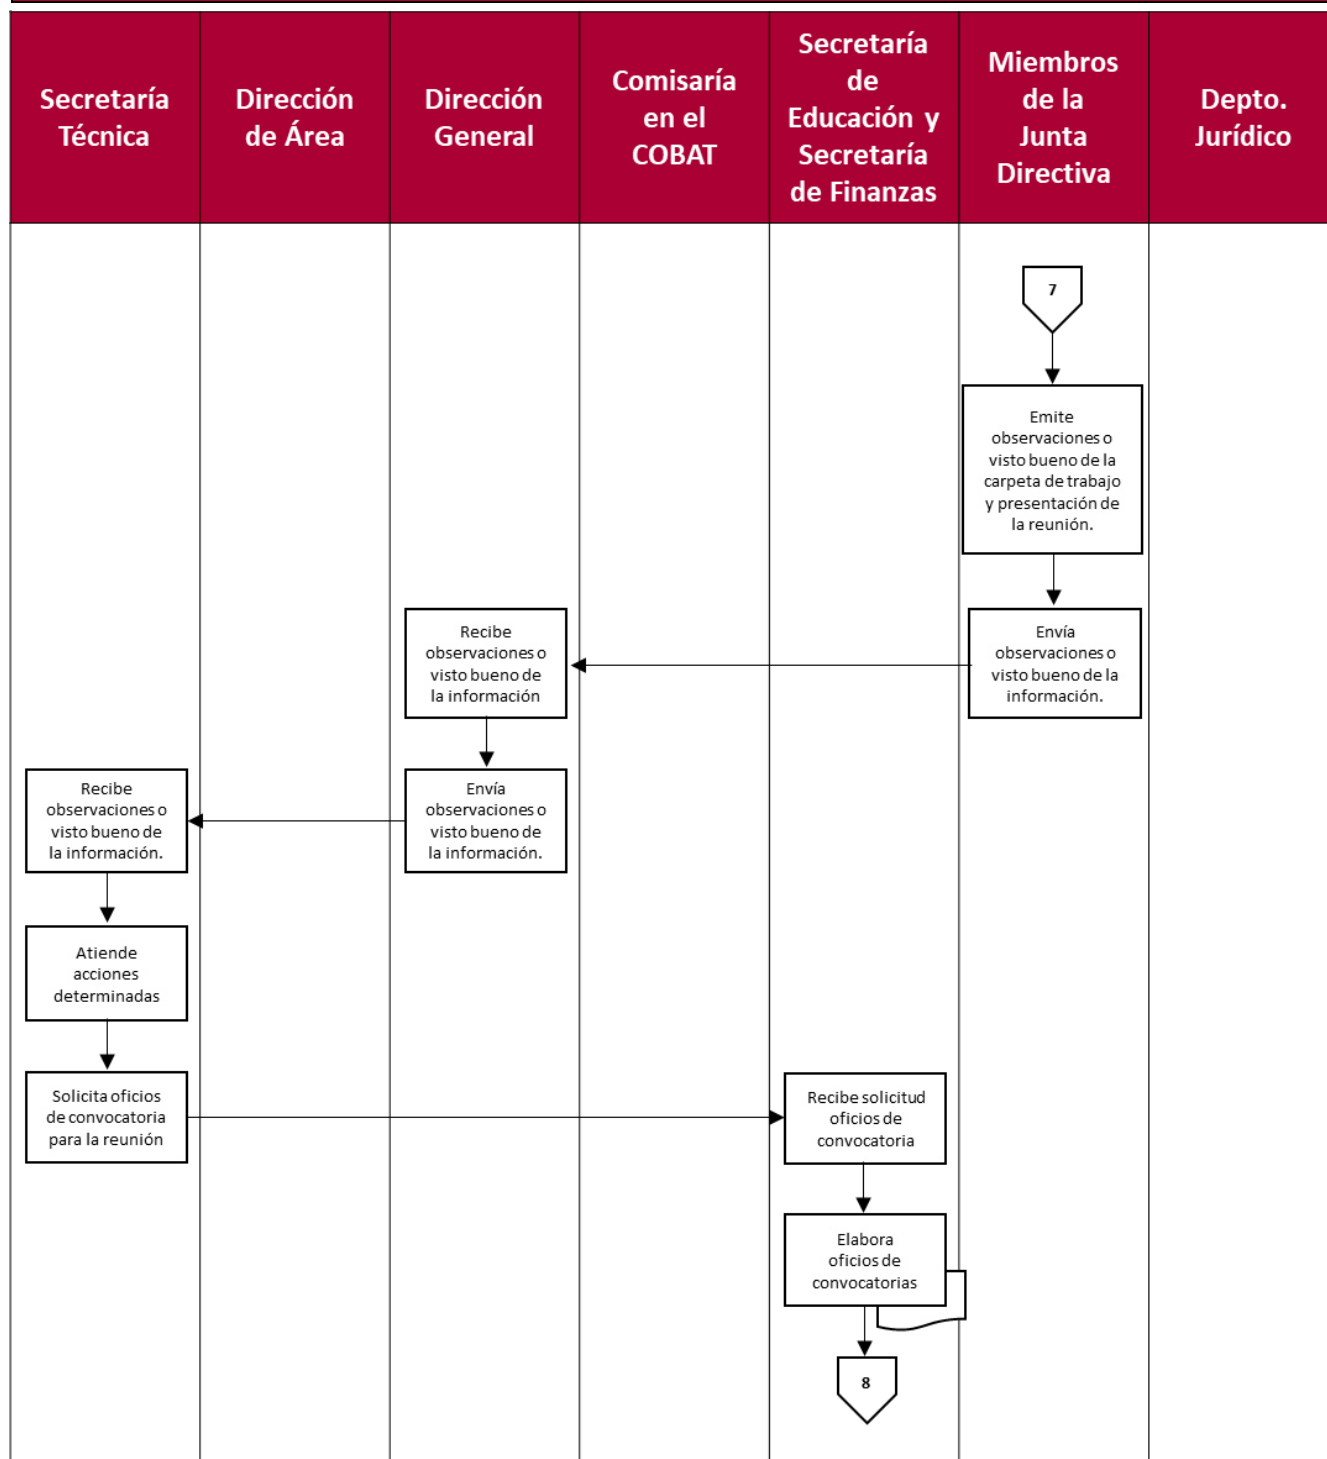 Secretaría
Técnica
Dirección
de Área
Dirección
General
Comisaría
en el
COBAT
Secretaría
de
Educación y
Secretaría
de Finanzas
Miembros
de la
Junta
Directiva
Depto.
Jurídico
7
Emite
observaciones o
visto bueno de la
carpeta de trabajo
y presentación de
la reunión.
Envía
observaciones o
visto bueno de la
información.
Recibe
observaciones o
visto bueno de
la información
Envía
observaciones o
visto bueno de
la información.
Recibe
observaciones o
visto bueno de
la información.
Atiende
acciones
determinadas
Solicita oficios
de convocatoria
para la reunión
Recibe solicitud
oficios de
convocatoria
Elabora
oficios de
convocatorias
8